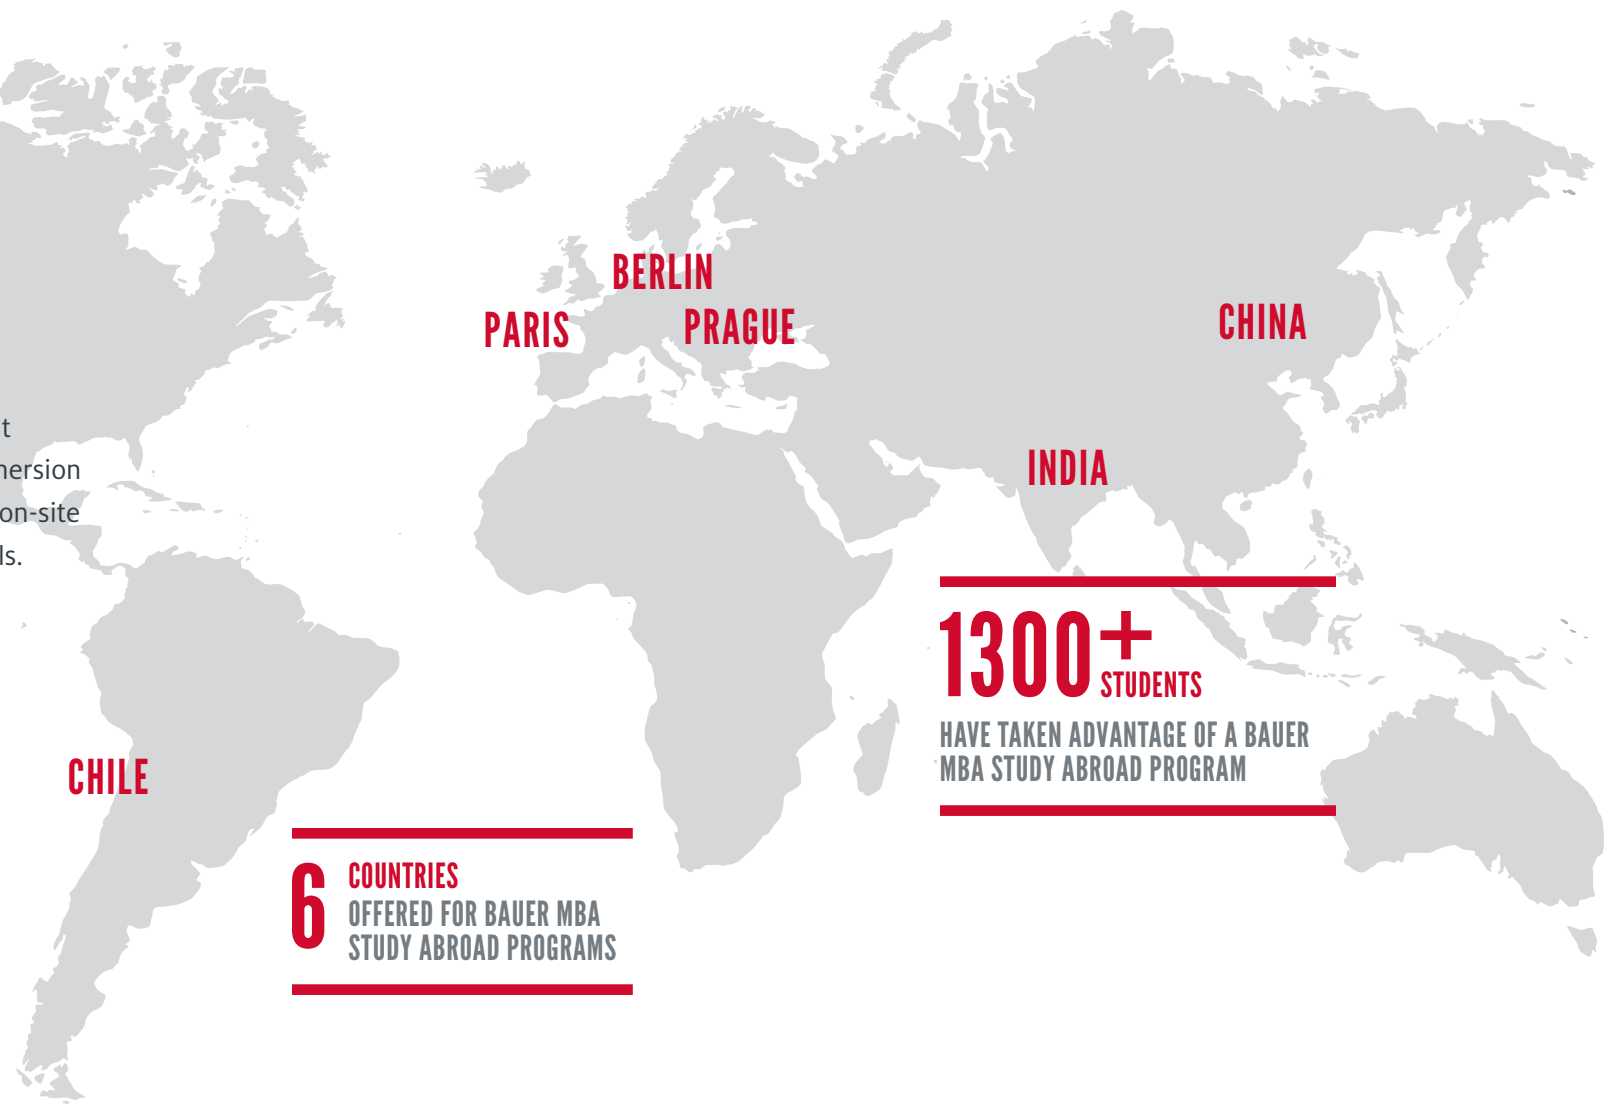 BERLIN
PARIS
PRAGUE
CHINA
t
nersion
on-site
ls.
INDIA
1300+
STUDENTS
HAVE TAKEN ADVANTAGE OF A BAUER
MBA STUDY ABROAD PROGRAM
CHILE
6 COUNTRIES
OFFERED FOR BAUER MBA
STUDY ABROAD PROGRAMS